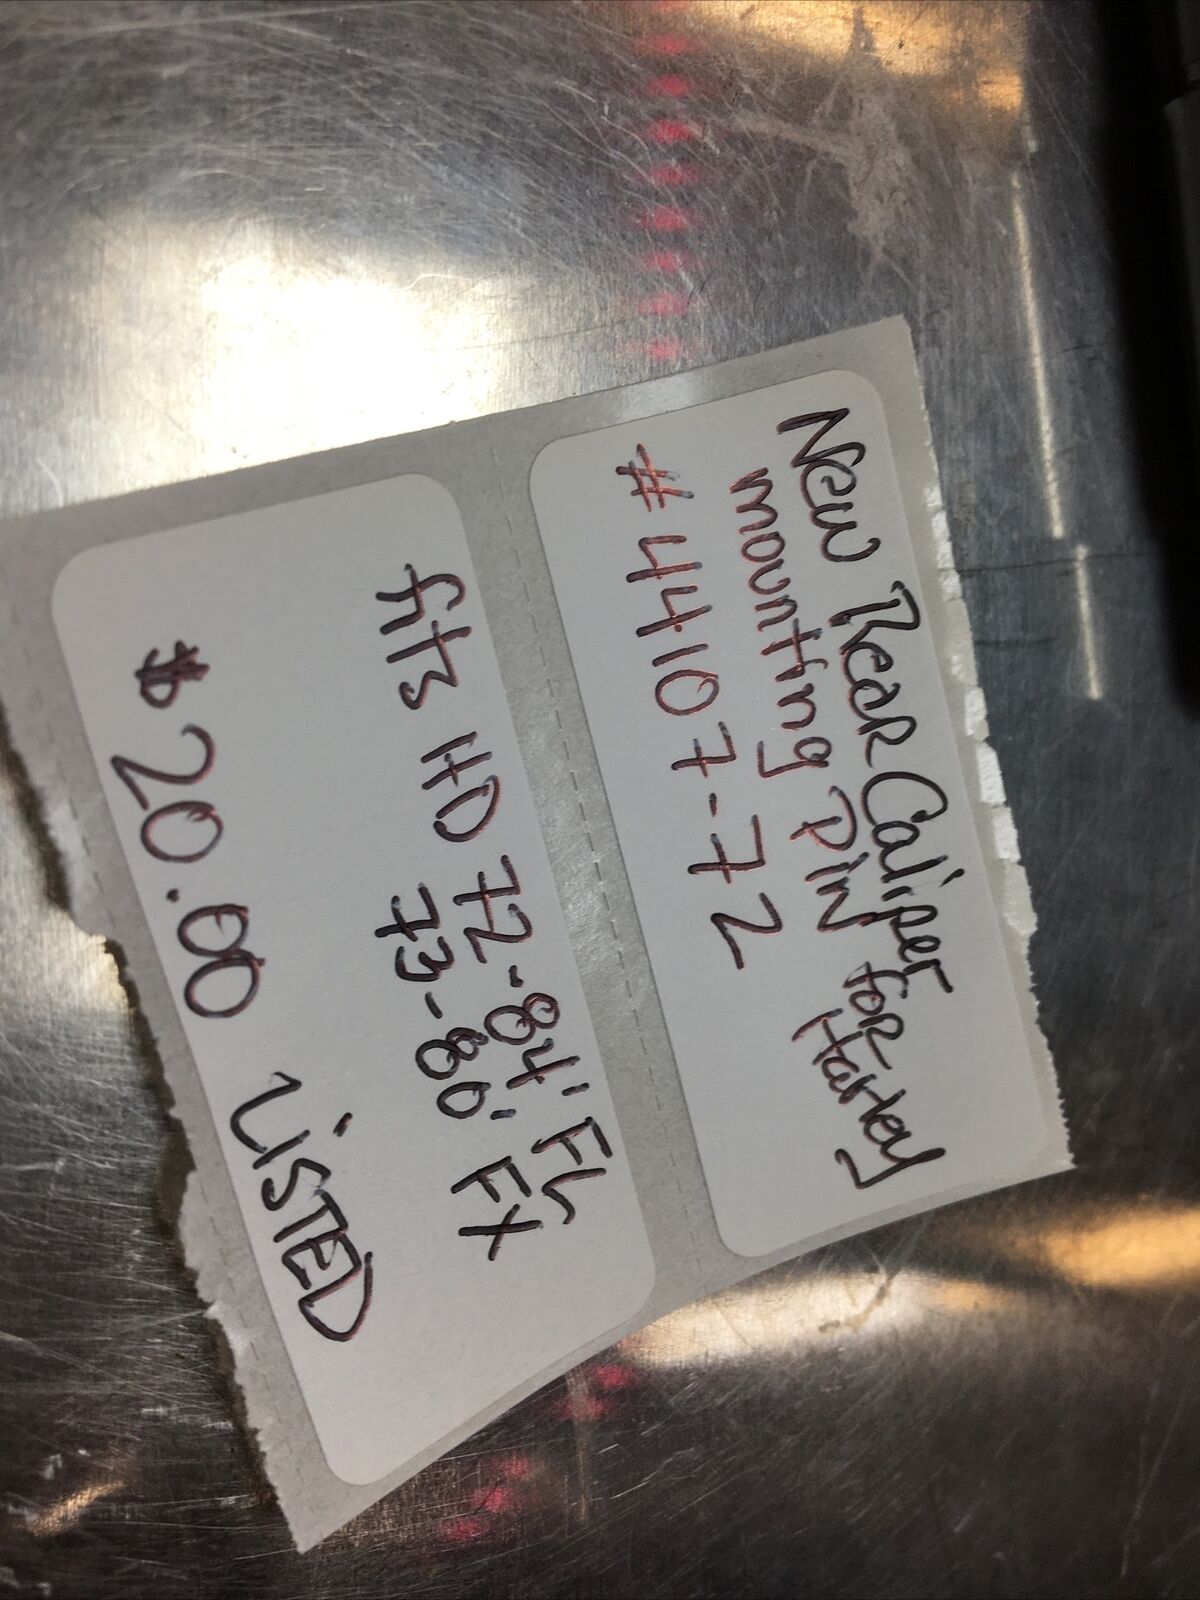 New Rear Caliper
mounting Pin for
Harley
# 44107-72
fits HD 72-84' FL
73-80' FX
$20.00 LiSTED